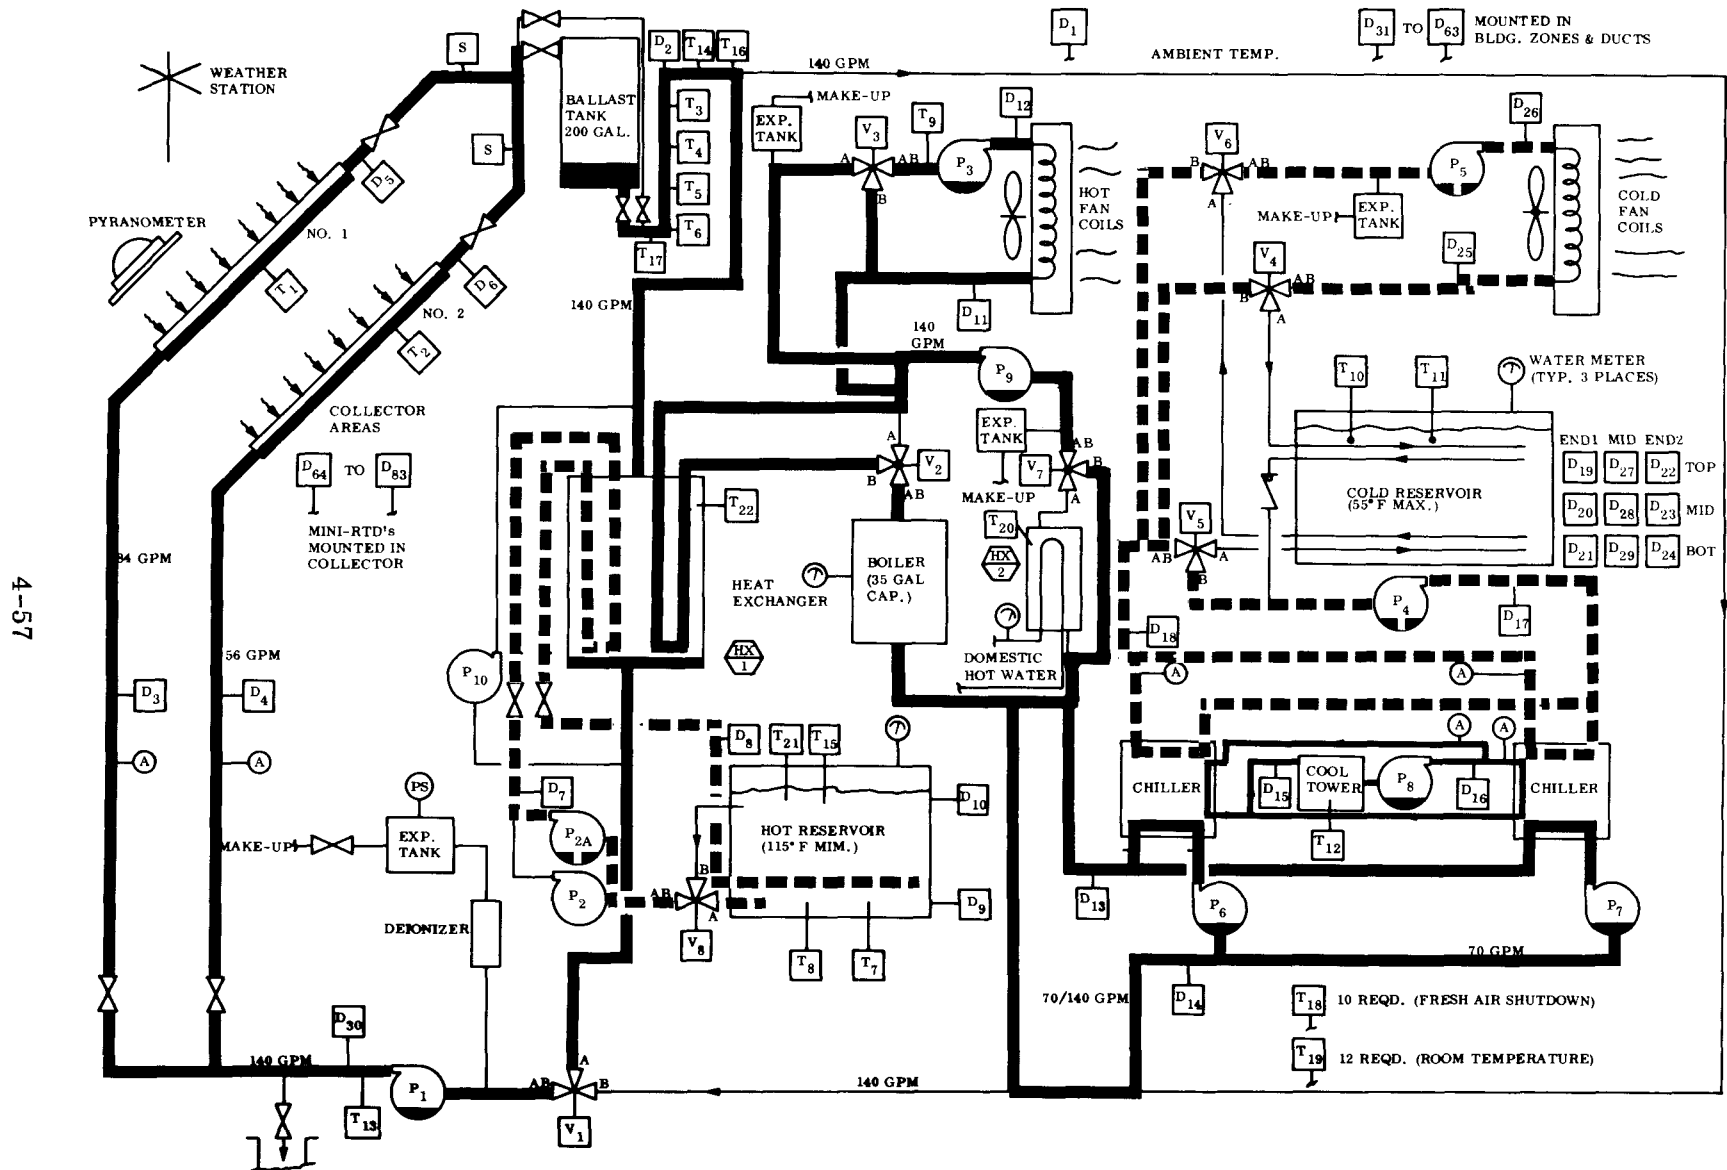 D1
D31 TO D63 MOUNTED IN
BLDG. ZONES & DUCTS
AMBIENT TEMP.
WEATHER
STATION
S
D2 T14 T16
140 GPM
BALLAST
TANK
200 GAL.
MAKE-UP
EXP.
TANK
T3
T4
T5
T6
T17
V3
A
AB
B
T9
P3
D12
HOT
FAN
COILS
D11
V6
B
AB
A
P5
D26
MAKE-UP
EXP.
TANK
COLD
FAN
COILS
D25
V4
AB
B
A
S
D5
PYRANOMETER
NO. 1
T1
D6
NO. 2
T2
140 GPM
140
GPM
P9
WATER METER
(TYP. 3 PLACES)
T10
T11
COLLECTOR
AREAS
D64 TO D83
MINI-RTD's
MOUNTED IN
COLLECTOR
A
V2
B
AB
EXP.
TANK
MAKE-UP
AB
V7
B
A
END1 MID END2
D19 D27 D22 TOP
D20 D28 D23 MID
D21 D29 D24 BOT
COLD RESERVOIR
(55°F MAX.)
T22
T20
HX
2
V5
AB
A
B
BOILER
(35 GAL
CAP.)
HEAT
EXCHANGER
HX
1
84 GPM
56 GPM
4-57
P4
D17
D18
DOMESTIC
HOT WATER
P10
D3
D4
A
A
A
A
A
A
D8
T21
T15
D7
D10
HOT RESERVOIR
(115°F MIM.)
CHILLER
D15
COOL
TOWER
P8
D16
CHILLER
T12
PS
EXP.
TANK
MAKE-UP
DEIONIZER
P2A
P2
AB
B
A
V8
D9
T8
T7
D13
P6
P7
70 GPM
70/140 GPM
D14
T18 10 REQD. (FRESH AIR SHUTDOWN)
T19 12 REQD. (ROOM TEMPERATURE)
D30
140 GPM
T13
P1
AB
A
B
V1
140 GPM